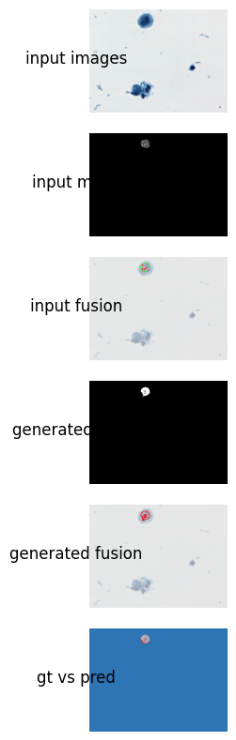 input images
input m
input fusion
generated
generated fusion
gt vs pred